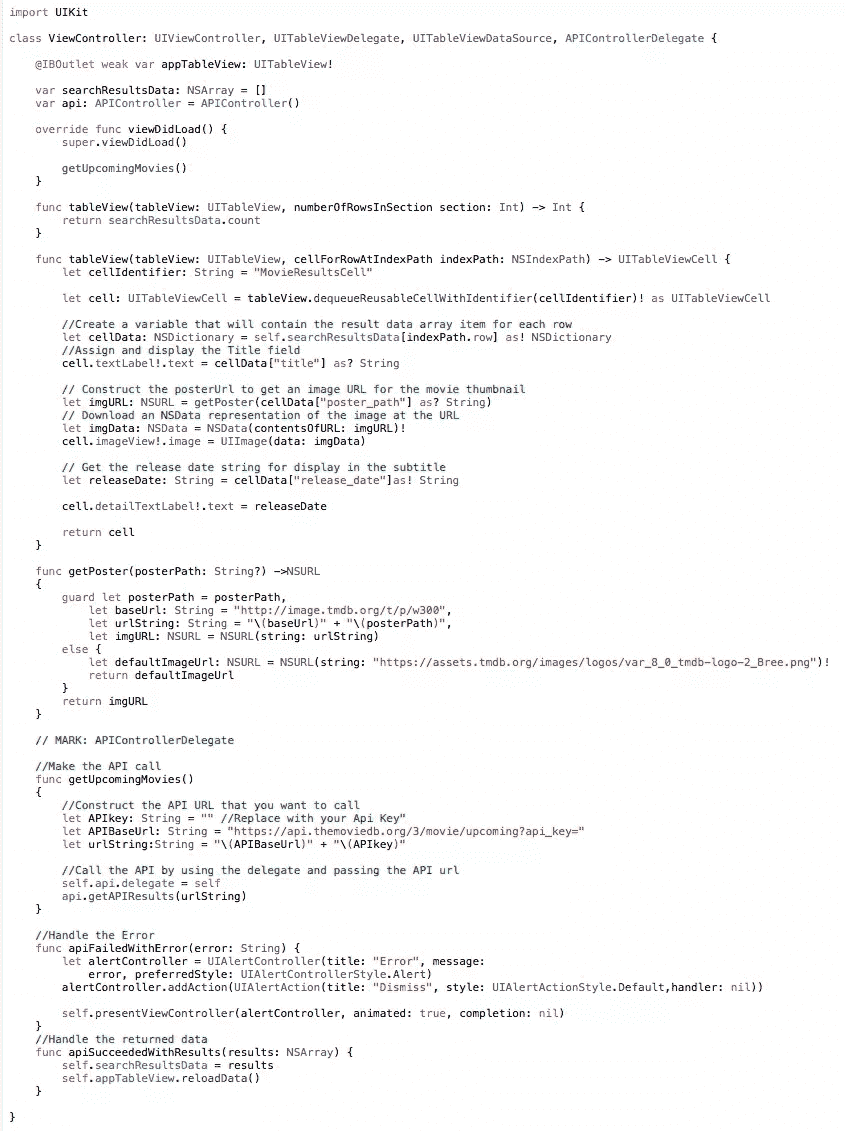 import UIKit
class ViewController: UIViewController, UITableViewDelegate, UITableViewDataSource, APIControllerDelegate {
@IBOutlet weak var appTableView: UITableView!
var searchResultsData: NSArray = []
var api: APIController = APIController()
override func viewDidLoad() {
super.viewDidLoad()
getUpcomingMovies()
}
func tableView(tableView: UITableView, numberOfRowsInSection section: Int) -> Int {
return searchResultsData.count
}
func tableView(tableView: UITableView, cellForRowAtIndexPath indexPath: NSIndexPath) -> UITableViewCell {
let cellIdentifier: String = "MovieResultsCell"
let cell: UITableViewCell = tableView.dequeueReusableCellWithIdentifier(cellIdentifier)! as UITableViewCell
//Create a variable that will contain the result data array item for each row
let cellData: NSDictionary = self.searchResultsData[indexPath.row] as! NSDictionary
//Assign and display the Title field
cell.textLabel!.text = cellData["title"] as? String
// Construct the posterUrl to get an image URL for the movie thumbnail
let imgURL: NSURL = getPoster(cellData["poster_path"] as? String)
// Download an NSData representation of the image at the URL
let imgData: NSData = NSData(contentsOfURL: imgURL)!
cell.imageView!.image = UIImage(data: imgData)
// Get the release date string for display in the subtitle
let releaseDate: String = cellData["release_date"]as! String
cell.detailTextLabel!.text = releaseDate
return cell
}
func getPoster(posterPath: String?) ->NSURL
{
guard let posterPath = posterPath,
let baseUrl: String = "http://image.tmdb.org/t/p/w300",
let urlString: String = "\(baseUrl)" + "\(posterPath)",
let imgURL: NSURL = NSURL(string: urlString)
else {
let defaultImageUrl: NSURL = NSURL(string: "https://assets.tmdb.org/images/logos/var_8_0_tmdb-logo-2_Bree.png")!
return defaultImageUrl
}
return imgURL
}
// MARK: APIControllerDelegate
//Make the API call
func getUpcomingMovies()
{
//Construct the API URL that you want to call
let APIkey: String = "" //Replace with your Api Key"
let APIBaseUrl: String = "https://api.themoviedb.org/3/movie/upcoming?api_key="
let urlString:String = "\(APIBaseUrl)" + "\(APIkey)"
//Call the API by using the delegate and passing the API url
self.api.delegate = self
api.getAPIResults(urlString)
}
//Handle the Error
func apiFailedWithError(error: String) {
let alertController = UIAlertController(title: "Error", message:
error, preferredStyle: UIAlertControllerStyle.Alert)
alertController.addAction(UIAlertAction(title: "Dismiss", style: UIAlertActionStyle.Default,handler: nil))
self.presentViewController(alertController, animated: true, completion: nil)
}
//Handle the returned data
func apiSucceededWithResults(results: NSArray) {
self.searchResultsData = results
self.appTableView.reloadData()
}
}